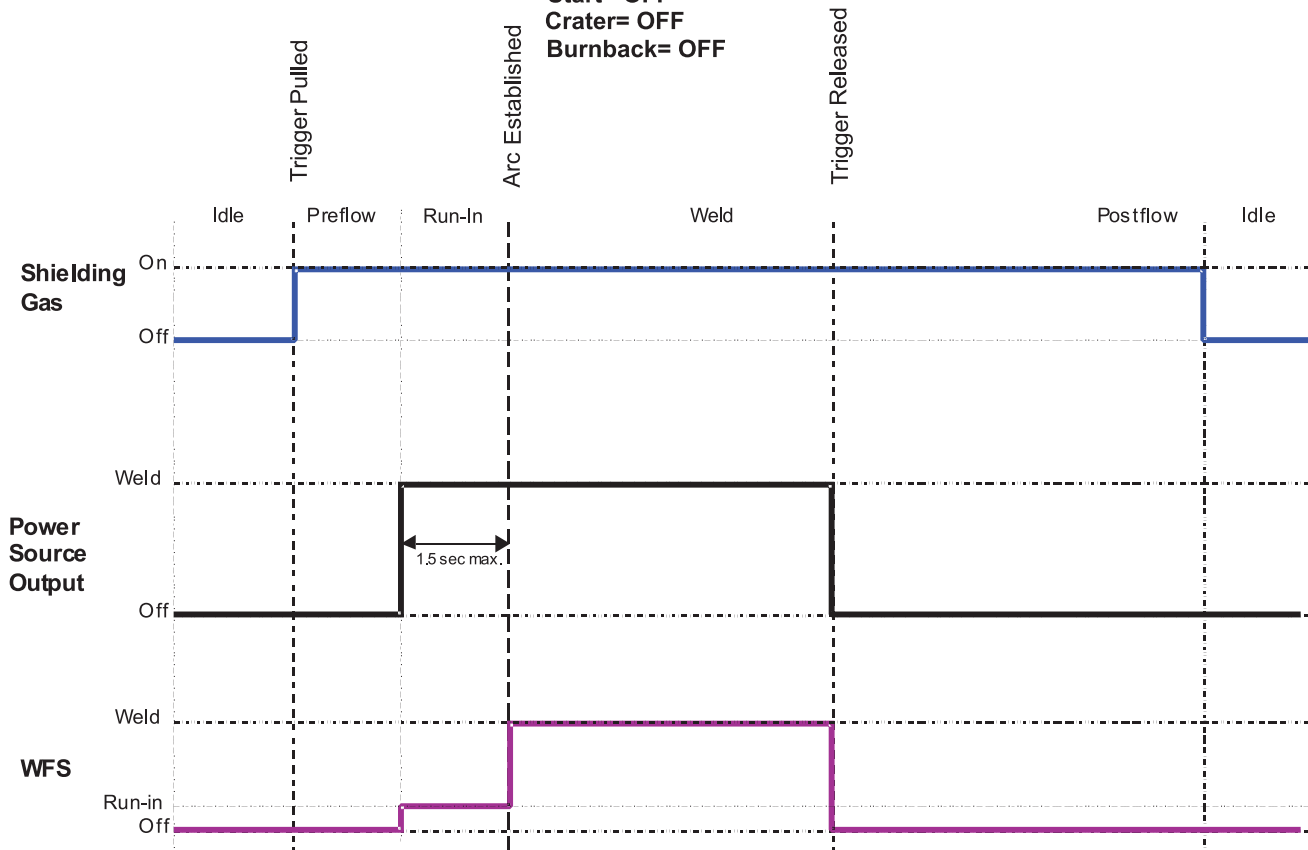 Crater= OFF
Burnback= OFF
Trigger Pulled
Arc Established
Trigger Released
Idle Preflow Run-In Weld Postflow Idle
Shielding
Gas
On
Off
Power
Source
Output
Weld
1.5 sec max.
Off
WFS
Weld
Run-in
Off